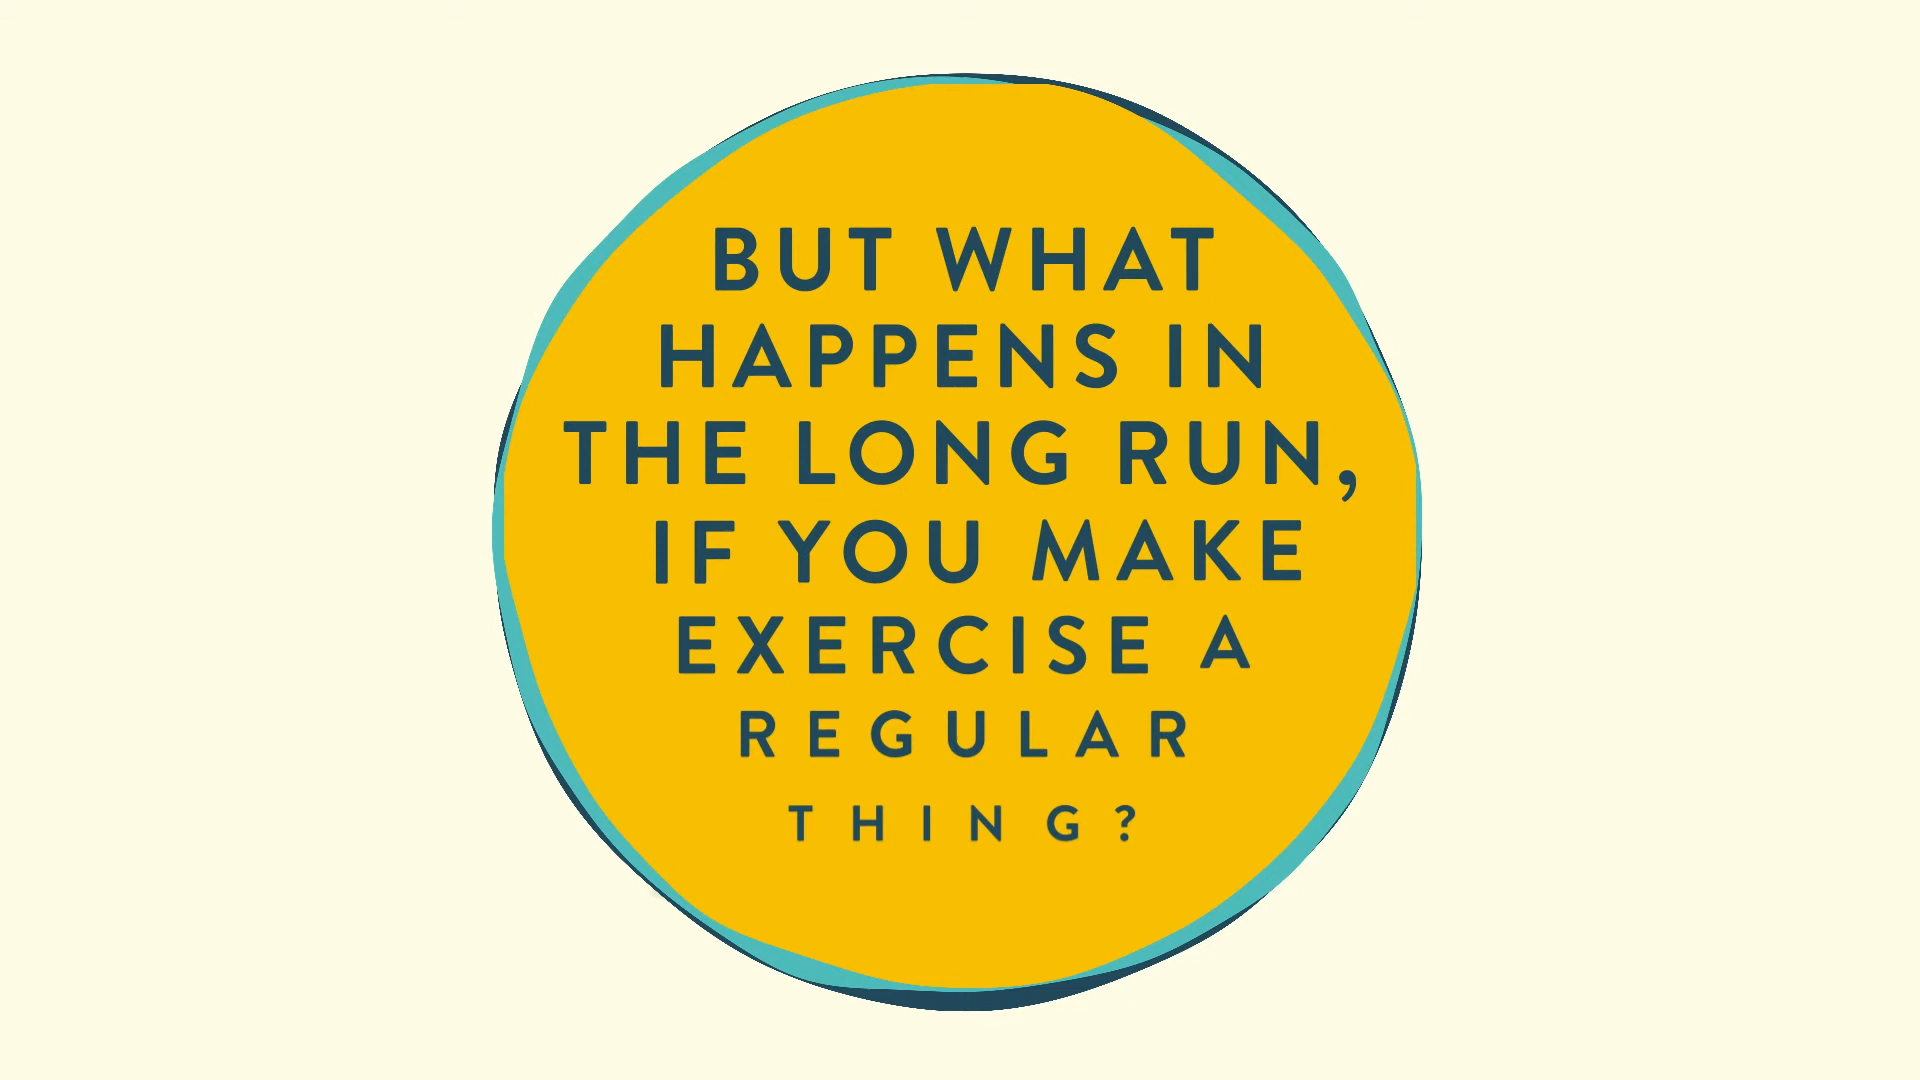 BUT WHAT
HAPPENS IN
THE LONG RUN,
IF YOU MAKE
EXERCISE A
REGULAR
THING?